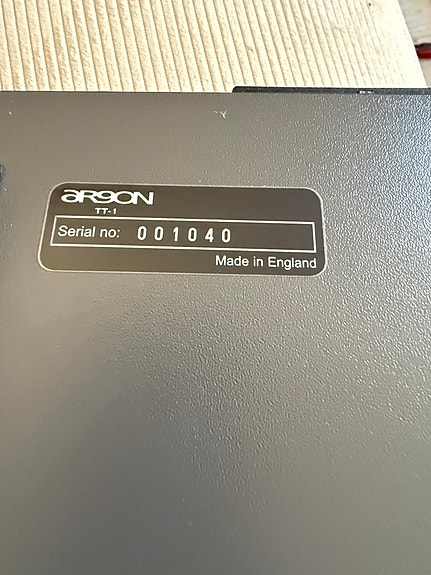 aRGON
TT-1
Serial no: 001040
Made in England